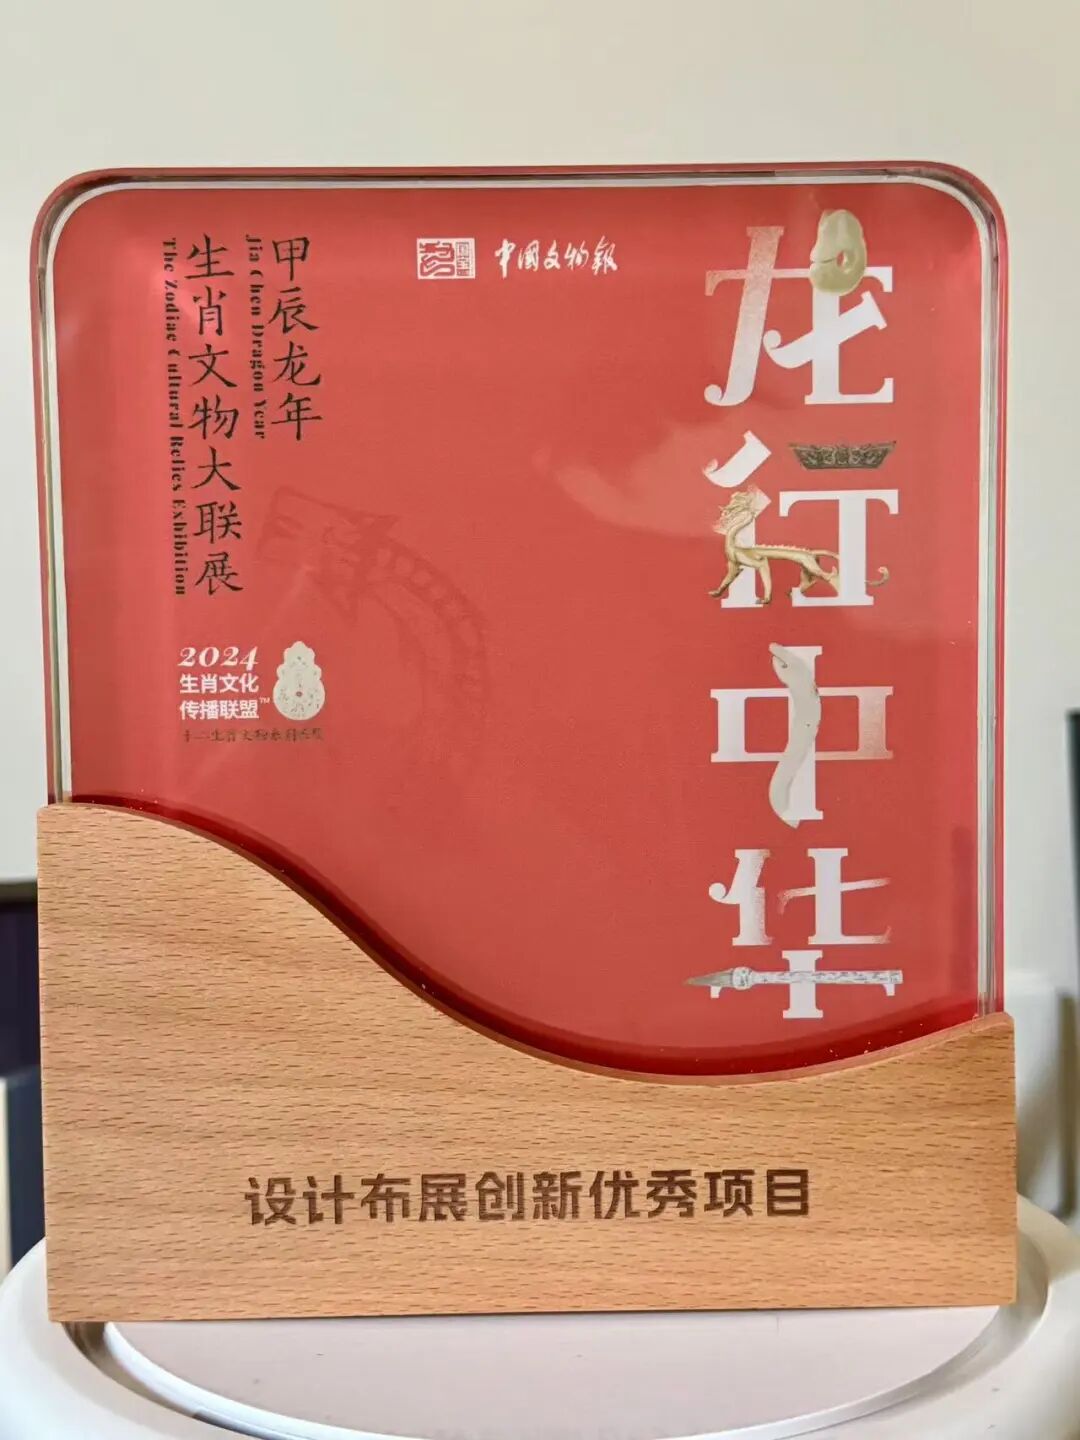 龙行中华
中国文物报
甲辰龙年
Jia Chen Dragon Year
生肖文物大联展
The Zodiac Cultural Relics Exhibition
2024
生肖文化
传播联盟™
设计布展创新优秀项目